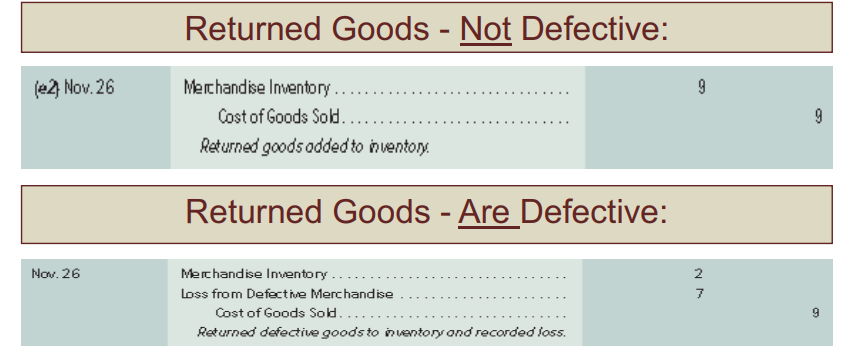 Returned Goods - Not Defective:
(e2) Nov. 26 Merchandise Inventory . . . . . . . . . . . . . . . . . . . . . . . . . . . . . . . 9
Cost of Goods Sold. . . . . . . . . . . . . . . . . . . . . . . . . . . . . . 9
Returned goods added to inventory.
Returned Goods - Are Defective:
Nov. 26 Merchandise Inventory . . . . . . . . . . . . . . . . . . . . . . . . . . . . . . . 2
Loss from Defective Merchandise . . . . . . . . . . . . . . . . . . . . . . 7
Cost of Goods Sold. . . . . . . . . . . . . . . . . . . . . . . . . . . . . . 9
Returned defective goods to inventory and recorded loss.